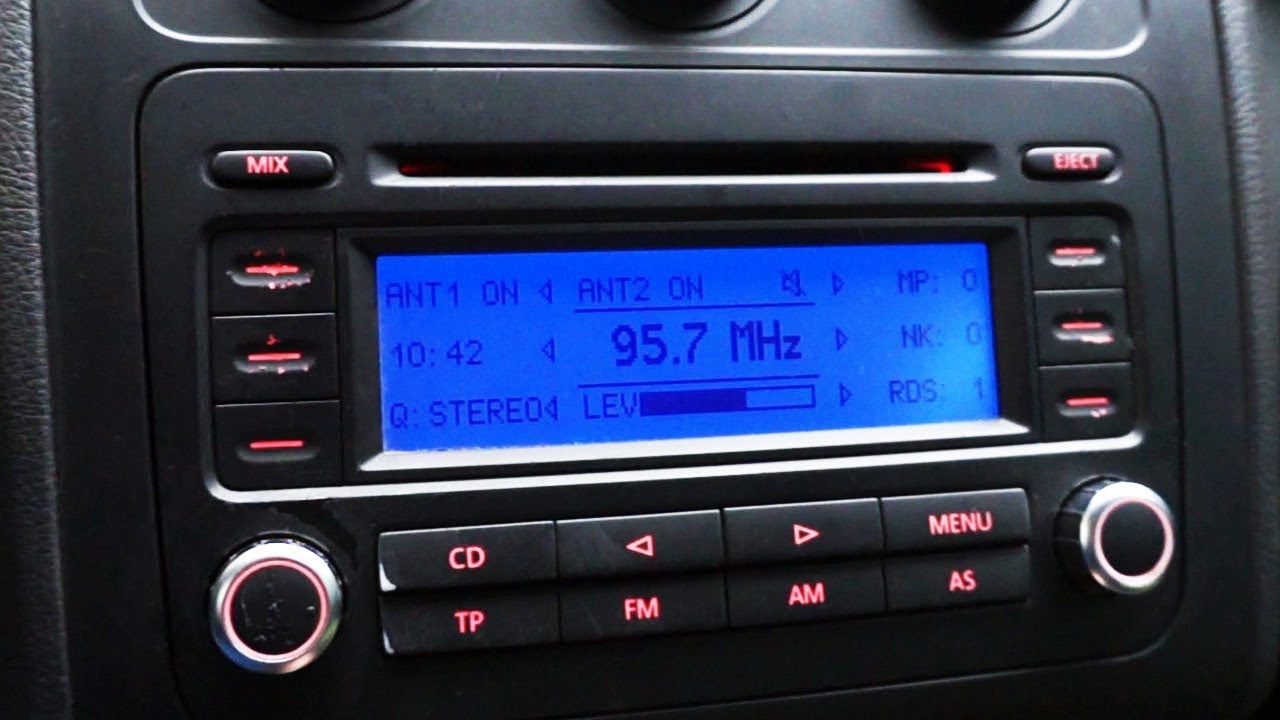 MIX EJECT
ANT1 ON ANT2 ON MP: 0
10:42 95.7 MHz NK: 0
Q: STEREO LEV RDS: 1
CD MENU
TP FM AM AS